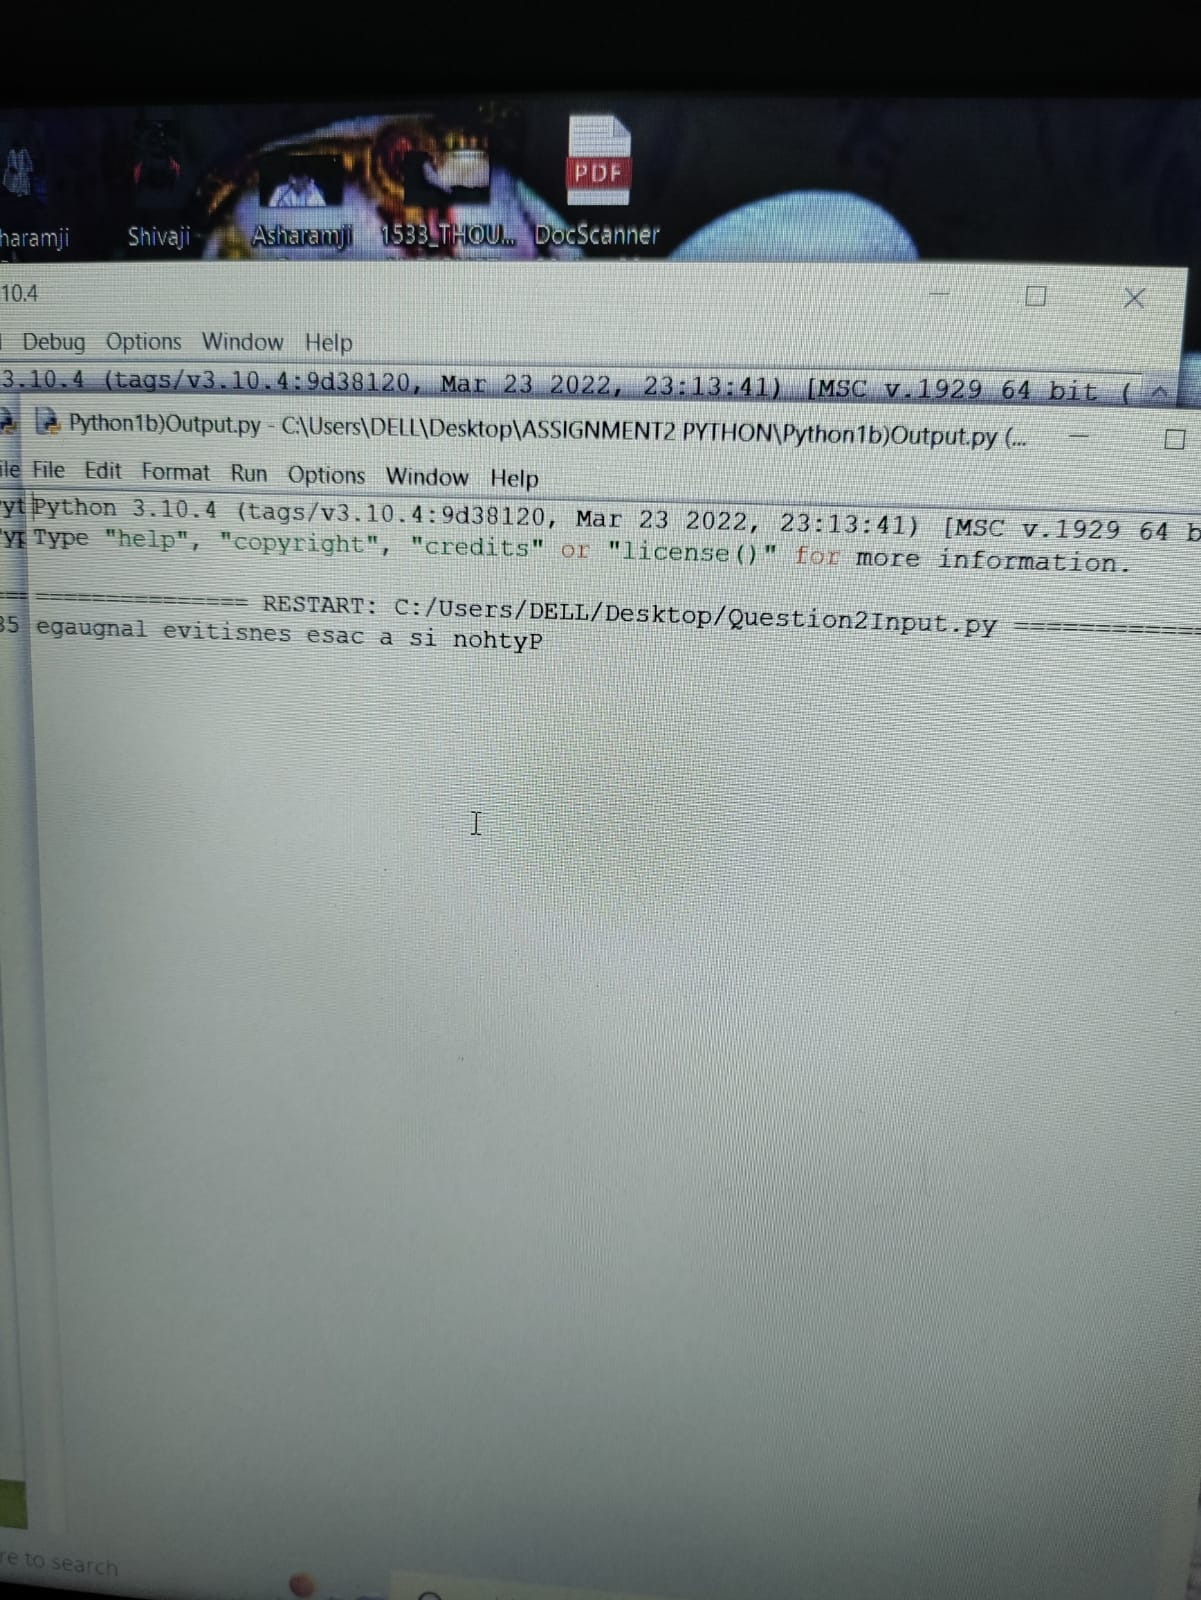 haramji Shivaji Asharamji 1533_THOU... DocScanner
PDF
10.4
Debug Options Window Help
3.10.4 (tags/v3.10.4:9d38120, Mar 23 2022, 23:13:41) [MSC v.1929 64 bit (
Python1b)Output.py - C:\Users\DELL\Desktop\ASSIGNMENT2 PYTHON\Python1b)Output.py (...
ile File Edit Format Run Options Window Help
yt Python 3.10.4 (tags/v3.10.4:9d38120, Mar 23 2022, 23:13:41) [MSC v.1929 64 b
yp Type "help", "copyright", "credits" or "license()" for more information.
=============== RESTART: C:/Users/DELL/Desktop/Question2Input.py =============
35 egaugnal evitisnes esac a si nohtyP
re to search